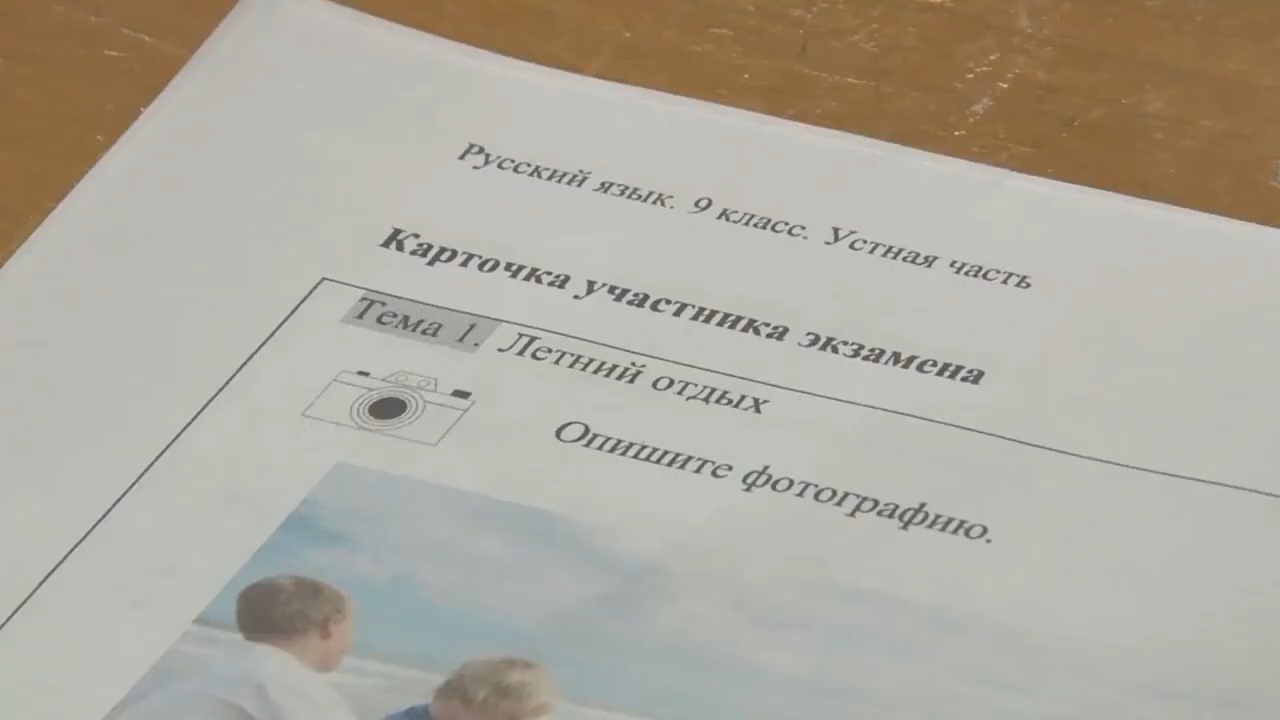 Русский язык. 9 класс. Устная часть
Карточка участника экзамена
Тема 1. Летний отдых
Опишите фотографию.